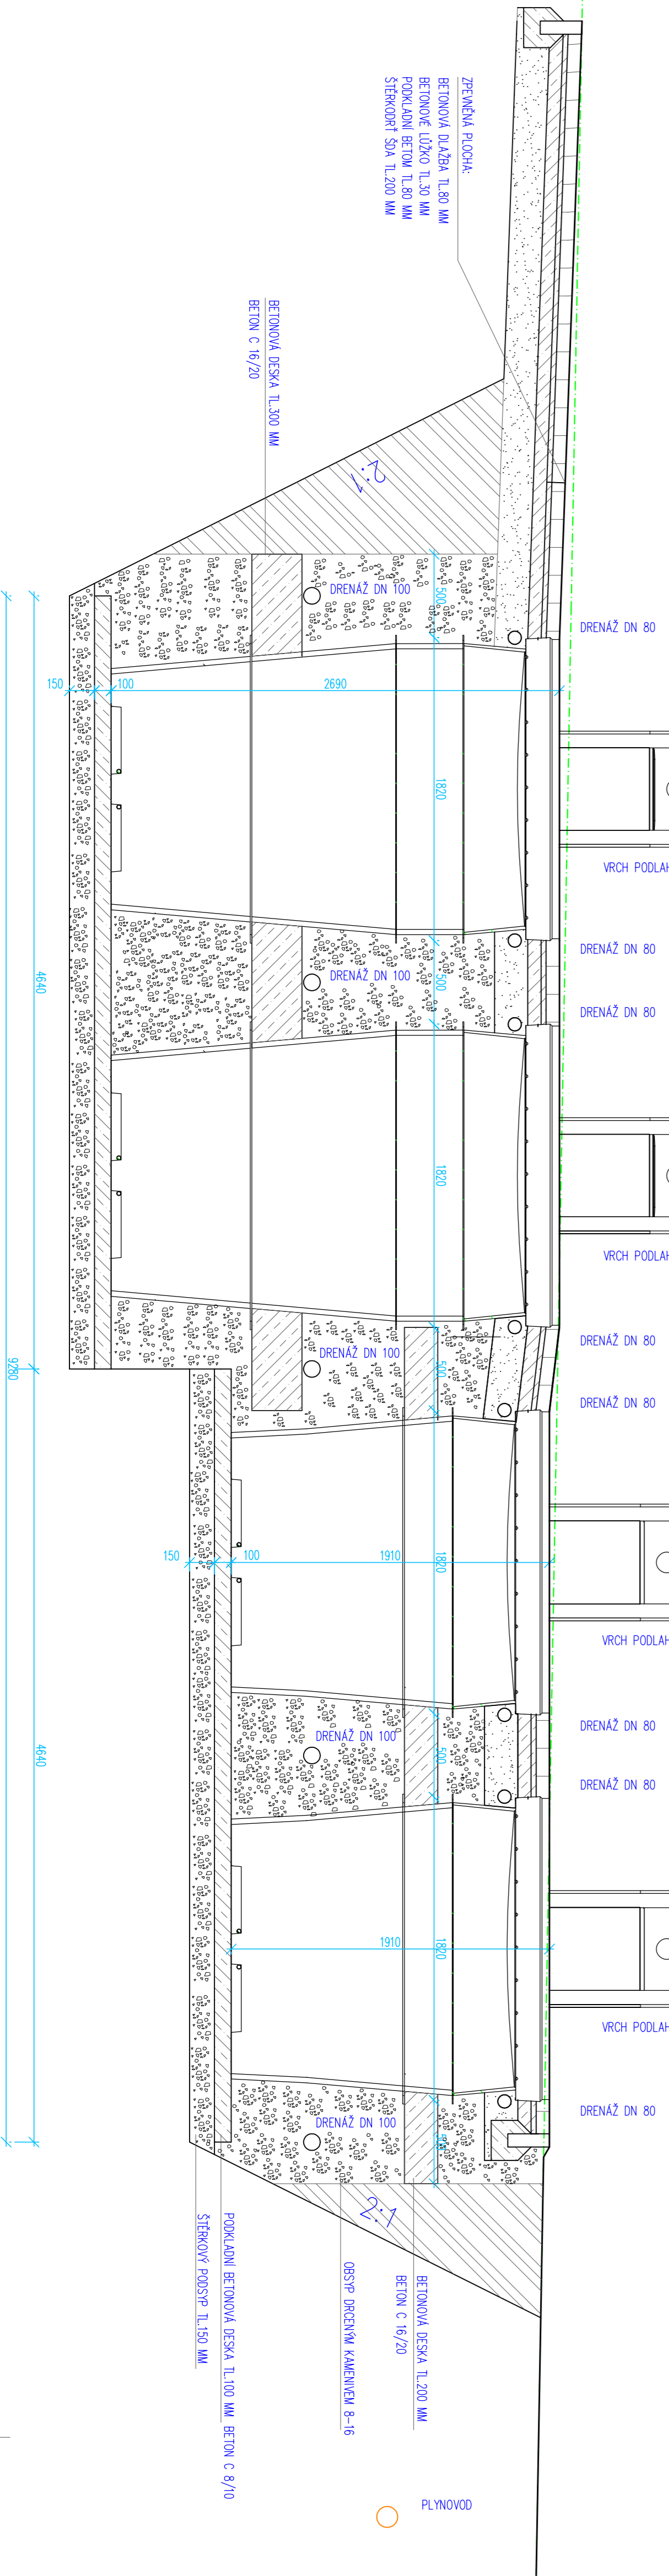 ZPEVNĚNÁ PLOCHA:
BETONOVÁ DLAŽBA TL.80 MM
BETONOVÉ LŮŽKO TL.30 MM
PODKLADNÍ BETOM TL.80 MM
ŠTĚRKODRŤ ŠDA TL.200 MM
BETONOVÁ DESKA TL.300 MM
BETON C 16/20
1:2
DRENÁŽ DN 100
500
DRENÁŽ DN 80
150
100
2690
1820
VRCH PODLAH
DRENÁŽ DN 80
DRENÁŽ DN 100
500
4640
DRENÁŽ DN 80
1820
VRCH PODLAH
DRENÁŽ DN 80
DRENÁŽ DN 100
500
9280
DRENÁŽ DN 80
150
100
1910
1820
VRCH PODLAH
DRENÁŽ DN 80
DRENÁŽ DN 100
500
4640
DRENÁŽ DN 80
1910
1820
VRCH PODLAH
DRENÁŽ DN 80
DRENÁŽ DN 100
500
2:1
BETONOVÁ DESKA TL.200 MM
BETON C 16/20
OBSYP DRCENÝM KAMENIVEM 8-16
PODKLADNÍ BETONOVÁ DESKA TL.100 MM BETON C 8/10
ŠTĚRKOVÝ PODSYP TL.150 MM
PLYNOVOD